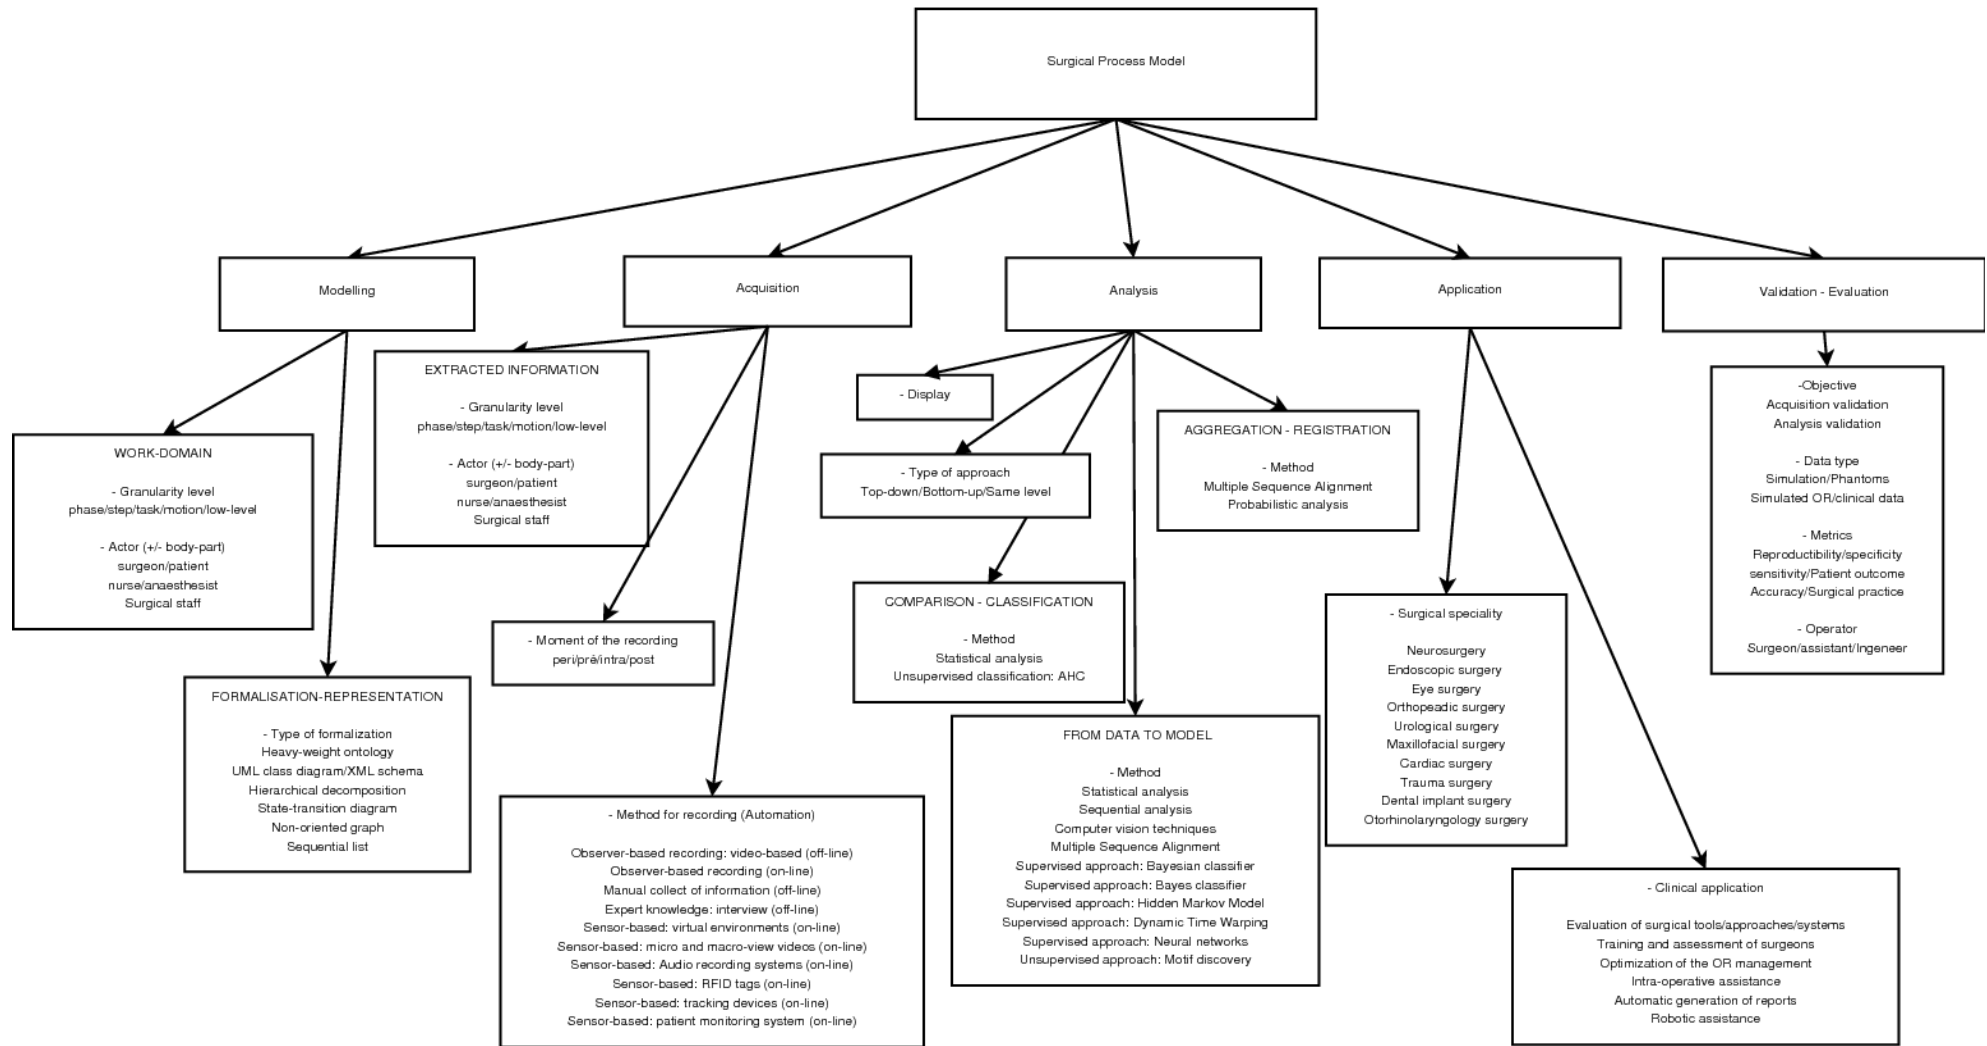 Surgical Process Model
Modelling
Acquisition
Analysis
Application
Validation - Evaluation
WORK-DOMAIN
- Granularity level
phase/step/task/motion/low-level
- Actor (+/- body-part)
surgeon/patient
nurse/anaesthesist
Surgical staff
FORMALISATION-REPRESENTATION
- Type of formalization
Heavy-weight ontology
UML class diagram/XML schema
Hierarchical decomposition
State-transition diagram
Non-oriented graph
Sequential list
EXTRACTED INFORMATION
- Granularity level
phase/step/task/motion/low-level
- Actor (+/- body-part)
surgeon/patient
nurse/anaesthesist
Surgical staff
- Moment of the recording
peri/pré/intra/post
- Method for recording (Automation)
Observer-based recording: video-based (off-line)
Observer-based recording (on-line)
Manual collect of information (off-line)
Expert knowledge: interview (off-line)
Sensor-based: virtual environments (on-line)
Sensor-based: micro and macro-view videos (on-line)
Sensor-based: Audio recording systems (on-line)
Sensor-based: RFID tags (on-line)
Sensor-based: tracking devices (on-line)
Sensor-based: patient monitoring system (on-line)
- Display
- Type of approach
Top-down/Bottom-up/Same level
COMPARISON - CLASSIFICATION
- Method
Statistical analysis
Unsupervised classification: AHC
FROM DATA TO MODEL
- Method
Statistical analysis
Sequential analysis
Computer vision techniques
Multiple Sequence Alignment
Supervised approach: Bayesian classifier
Supervised approach: Bayes classifier
Supervised approach: Hidden Markov Model
Supervised approach: Dynamic Time Warping
Supervised approach: Neural networks
Unsupervised approach: Motif discovery
AGGREGATION - REGISTRATION
- Method
Multiple Sequence Alignment
Probabilistic analysis
- Surgical speciality
Neurosurgery
Endoscopic surgery
Eye surgery
Orthopeadic surgery
Urological surgery
Maxillofacial surgery
Cardiac surgery
Trauma surgery
Dental implant surgery
Otorhinolaryngology surgery
- Clinical application
Evaluation of surgical tools/approaches/systems
Training and assessment of surgeons
Optimization of the OR management
Intra-operative assistance
Automatic generation of reports
Robotic assistance
-Objective
Acquisition validation
Analysis validation
- Data type
Simulation/Phantoms
Simulated OR/clinical data
- Metrics
Reproductibility/specificity
sensitivity/Patient outcome
Accuracy/Surgical practice
- Operator
Surgeon/assistant/Ingeneer